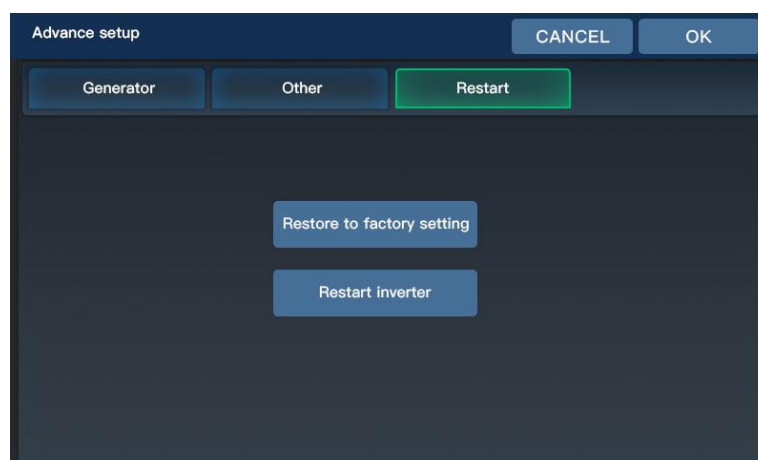 Advance setup
CANCEL
OK
Generator
Other
Restart
Restore to factory setting
Restart inverter